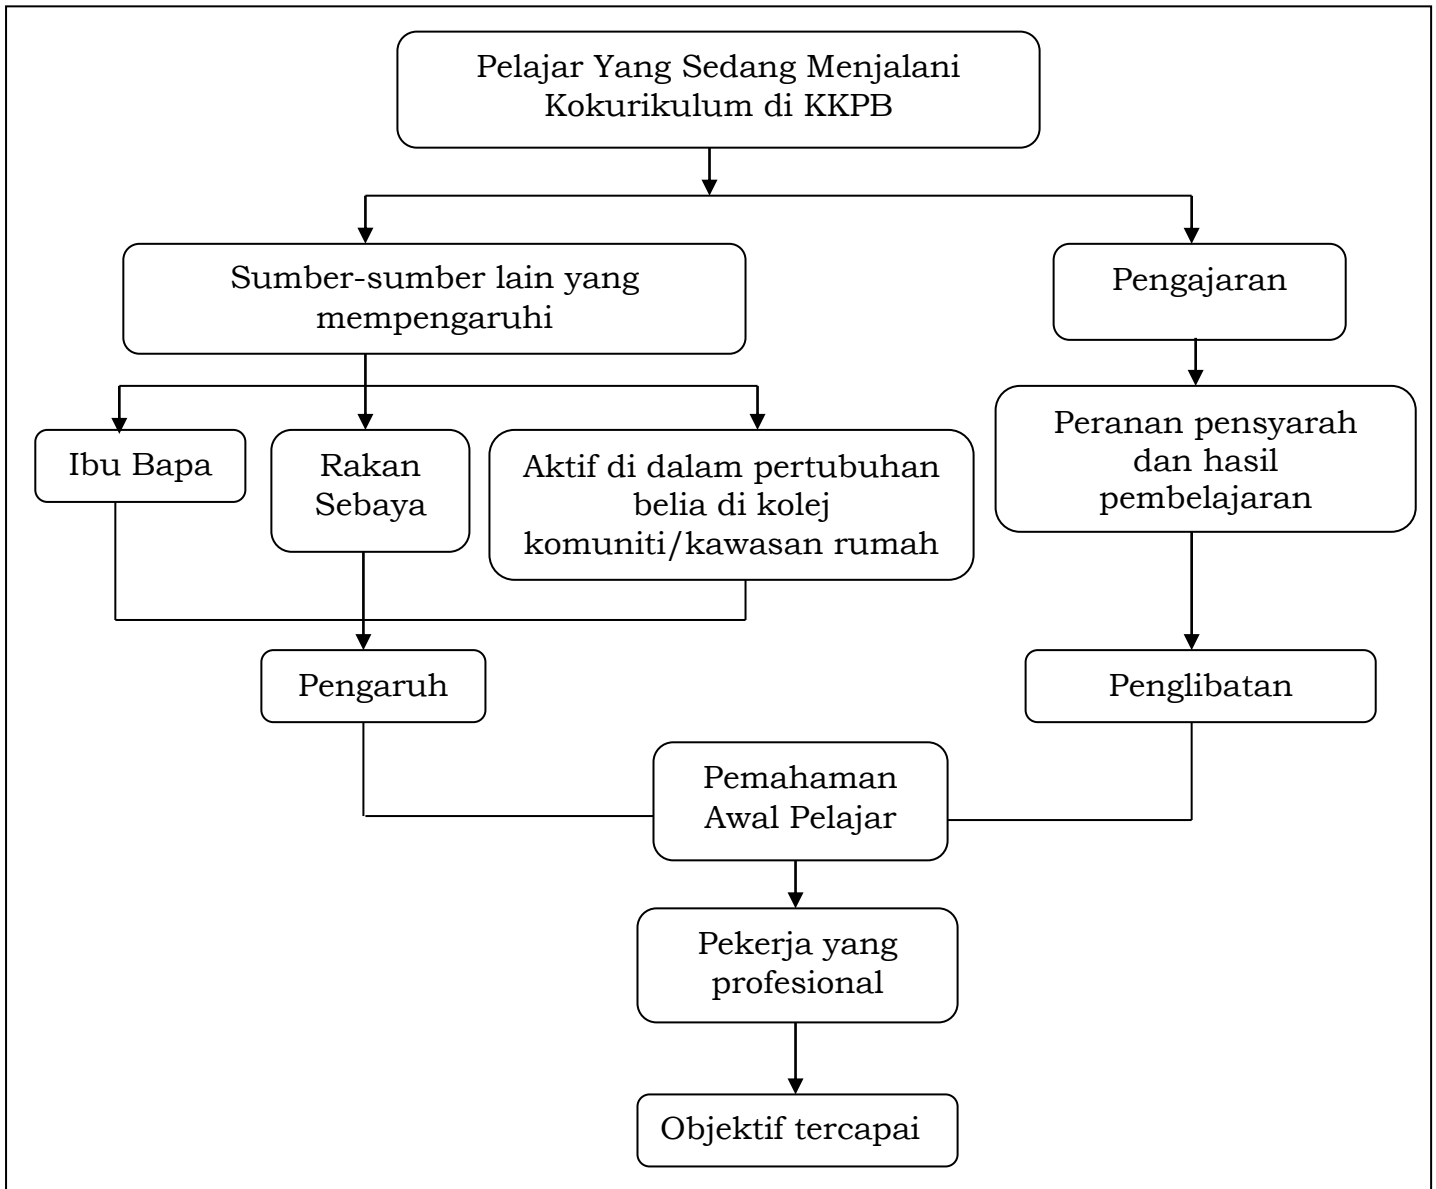 Pelajar Yang Sedang Menjalani
Kokurikulum di KKPB
Sumber-sumber lain yang
mempengaruhi
Pengajaran
Ibu Bapa
Rakan
Sebaya
Aktif di dalam pertubuhan
belia di kolej
komuniti/kawasan rumah
Peranan pensyarah
dan hasil
pembelajaran
Pengaruh
Penglibatan
Pemahaman
Awal Pelajar
Pekerja yang
profesional
Objektif tercapai